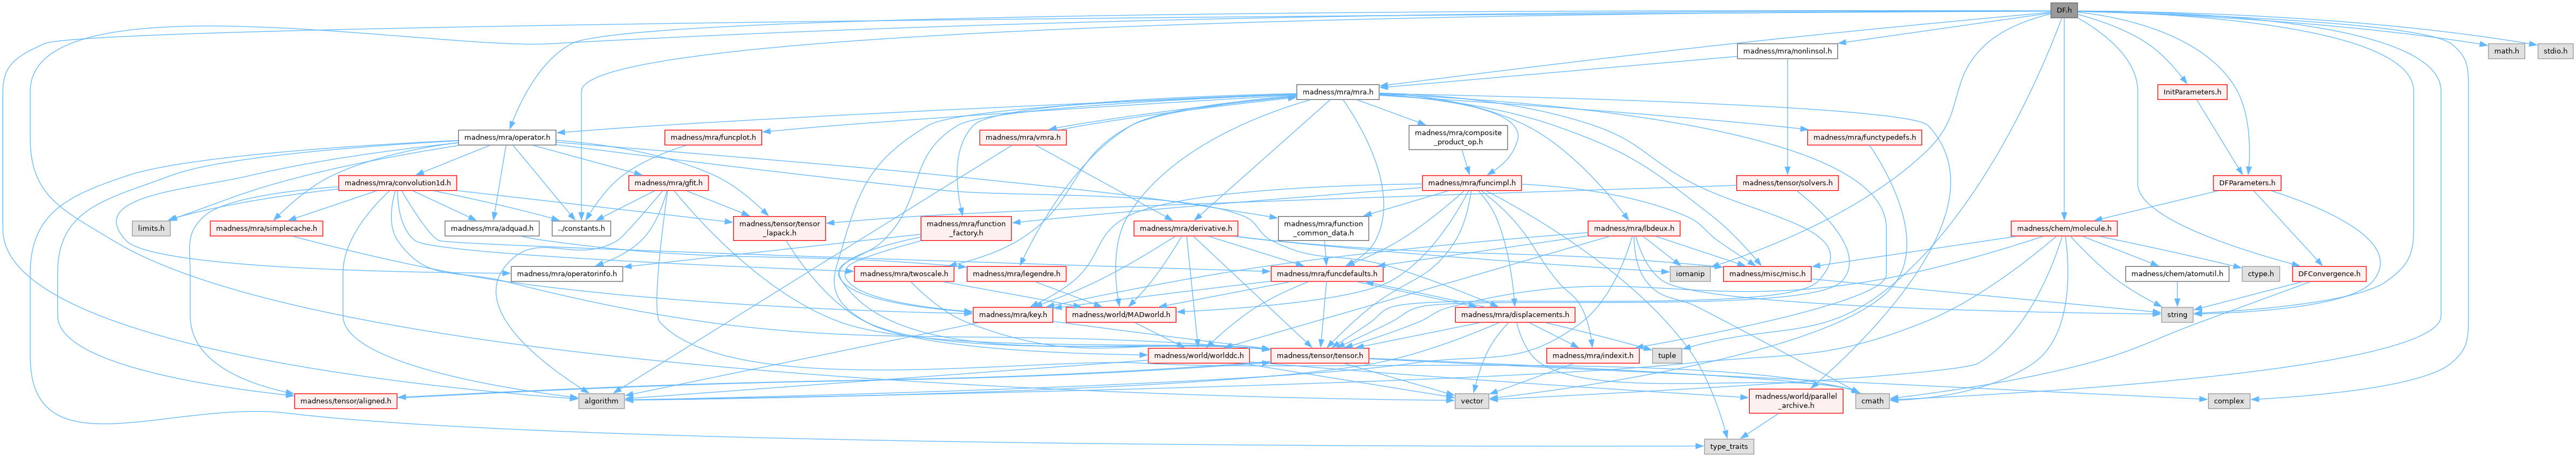 DF.h
madness/mra/nonlinsol.h
math.h
stdio.h
madness/mra/mra.h
InitParameters.h
madness/mra/operator.h
madness/mra/funcplot.h
madness/mra/vmra.h
madness/mra/composite
_product_op.h
madness/mra/functypedefs.h
madness/mra/convolution1d.h
madness/mra/gfit.h
madness/mra/funcimpl.h
madness/tensor/solvers.h
DFParameters.h
limits.h
madness/mra/simplecache.h
madness/mra/adquad.h
../constants.h
madness/tensor/tensor
_lapack.h
madness/mra/function
_factory.h
madness/mra/derivative.h
madness/mra/function
_common_data.h
madness/mra/lbdeux.h
madness/chem/molecule.h
madness/mra/operatorinfo.h
madness/mra/twoscale.h
madness/mra/legendre.h
madness/mra/funcdefaults.h
iomanip
madness/misc/misc.h
madness/chem/atomutil.h
ctype.h
DFConvergence.h
madness/mra/key.h
madness/world/MADworld.h
madness/mra/displacements.h
string
madness/world/worlddc.h
madness/tensor/tensor.h
madness/mra/indexit.h
tuple
madness/tensor/aligned.h
algorithm
vector
madness/world/parallel
_archive.h
cmath
complex
type_traits